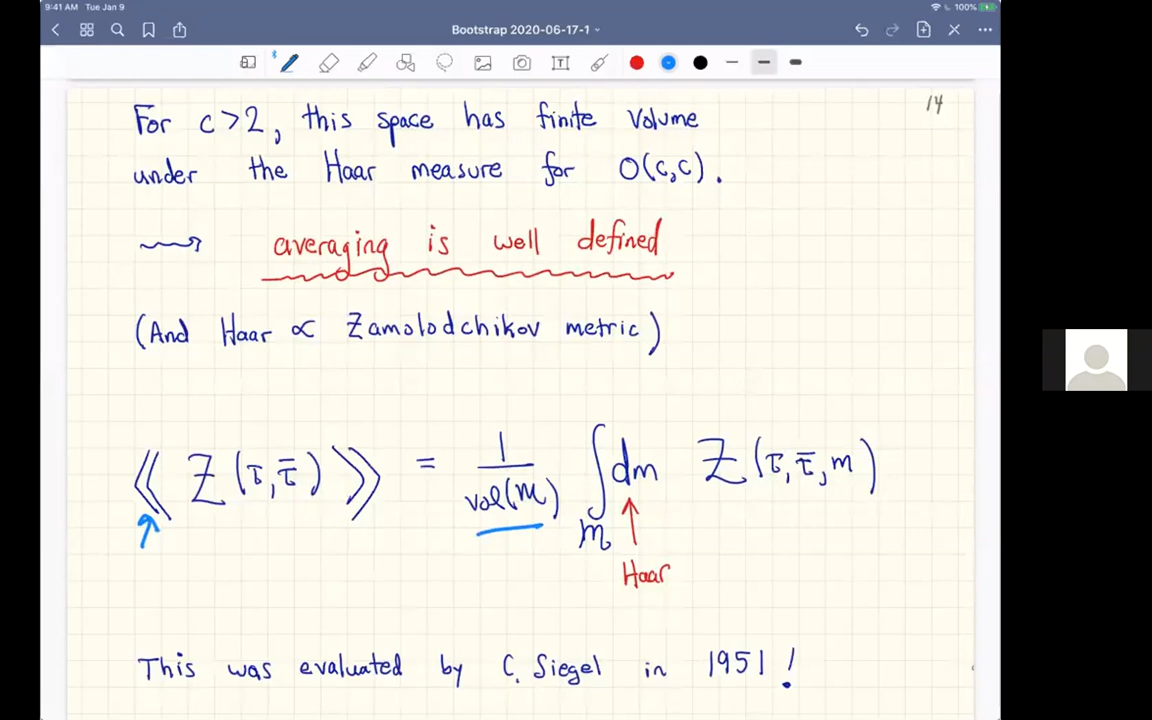 9:41 AM Tue Jan 9
100%
Bootstrap 2020-06-17-1
14
For c > 2, this space has finite Volume
under the Haar measure for O(c,c).
⟿ averaging is well defined
(And Haar ∝ Zamolodchikov metric)
⟪ Z(τ,τ̄) ⟫ = 1/vol(m) ∫_m dm Z(τ,τ̄,m)
Haar
This was evaluated by C. Siegel in 1951!